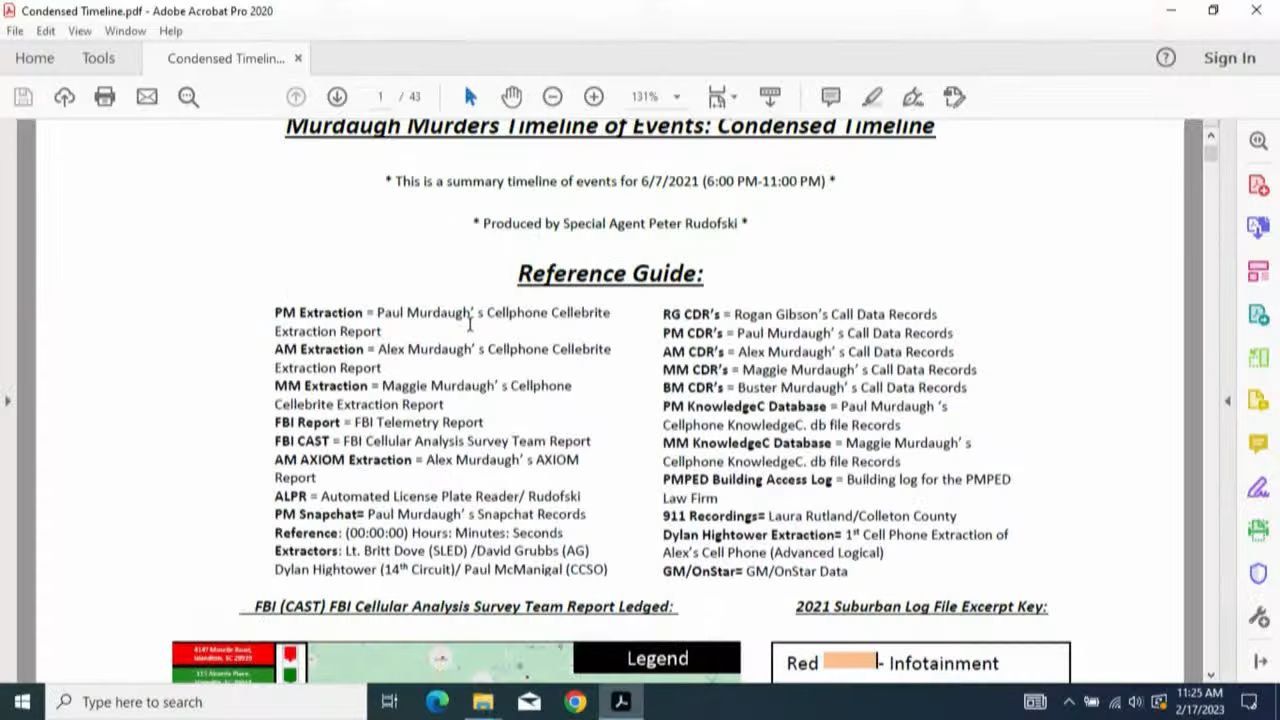 Condensed Timeline.pdf - Adobe Acrobat Pro 2020
File Edit View Window Help
Home Tools Condensed Timelin... ×
Sign In
1 / 43
131%
Murdaugh Murders Timeline of Events: Condensed Timeline
* This is a summary timeline of events for 6/7/2021 (6:00 PM-11:00 PM) *
* Produced by Special Agent Peter Rudofski *
Reference Guide:
PM Extraction = Paul Murdaugh' s Cellphone Cellebrite
Extraction Report
AM Extraction = Alex Murdaugh' s Cellphone Cellebrite
Extraction Report
MM Extraction = Maggie Murdaugh' s Cellphone
Cellebrite Extraction Report
FBI Report = FBI Telemetry Report
FBI CAST = FBI Cellular Analysis Survey Team Report
AM AXIOM Extraction = Alex Murdaugh' s AXIOM
Report
ALPR = Automated License Plate Reader/ Rudofski
PM Snapchat= Paul Murdaugh' s Snapchat Records
Reference: (00:00:00) Hours: Minutes: Seconds
Extractors: Lt. Britt Dove (SLED) /David Grubbs (AG)
Dylan Hightower (14th Circuit)/ Paul McManigal (CCSO)
RG CDR's = Rogan Gibson's Call Data Records
PM CDR's = Paul Murdaugh' s Call Data Records
AM CDR's = Alex Murdaugh' s Call Data Records
MM CDR's = Maggie Murdaugh' s Call Data Records
BM CDR's = Buster Murdaugh' s Call Data Records
PM KnowledgeC Database = Paul Murdaugh 's
Cellphone KnowledgeC. db file Records
MM KnowledgeC Database = Maggie Murdaugh' s
Cellphone KnowledgeC. db file Records
PMPED Building Access Log = Building log for the PMPED
Law Firm
911 Recordings= Laura Rutland/Colleton County
Dylan Hightower Extraction= 1st Cell Phone Extraction of
Alex's Cell Phone (Advanced Logical)
GM/OnStar= GM/OnStar Data
FBI (CAST) FBI Cellular Analysis Survey Team Report Ledged:
2021 Suburban Log File Excerpt Key:
4147 Moselle Road,
Islandton, SC 29929
Legend
Red - Infotainment
Type here to search
11:25 AM
2/17/2023